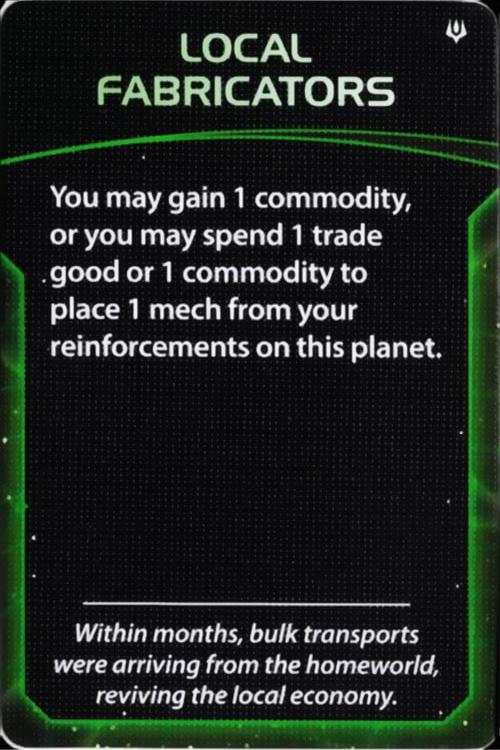 LOCAL
FABRICATORS
You may gain 1 commodity,
or you may spend 1 trade
good or 1 commodity to
place 1 mech from your
reinforcements on this planet.
Within months, bulk transports
were arriving from the homeworld,
reviving the local economy.